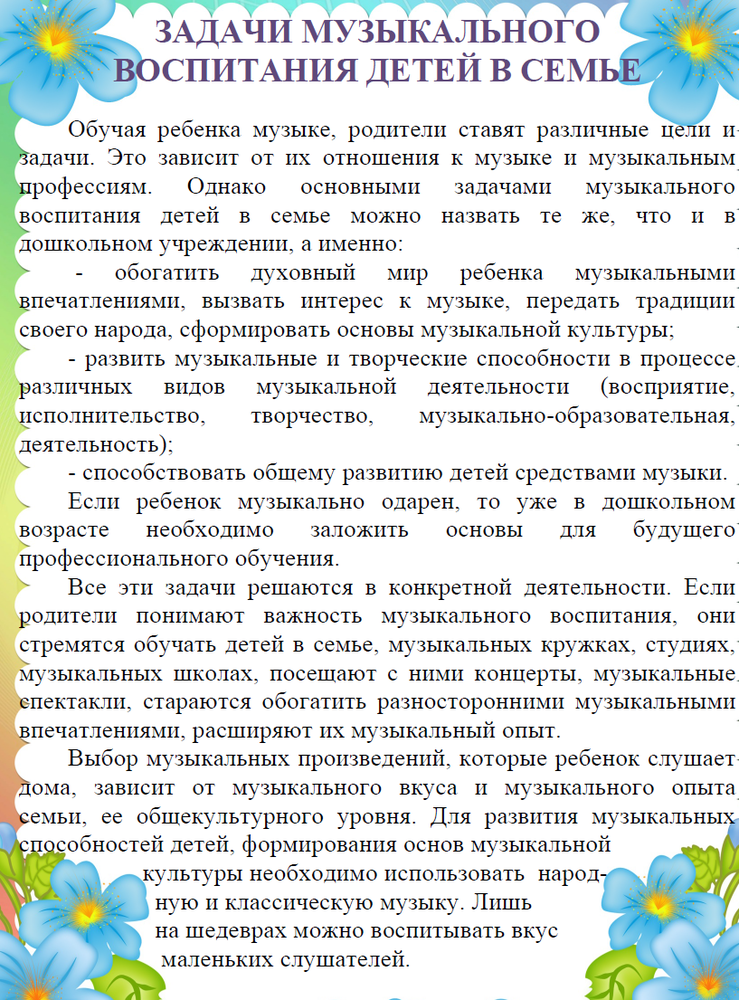 ЗАДАЧИ МУЗЫКАЛЬНОГО
ВОСПИТАНИЯ ДЕТЕЙ В СЕМЬЕ
Обучая ребенка музыке, родители ставят различные цели и
задачи. Это зависит от их отношения к музыке и музыкальным
профессиям. Однако основными задачами музыкального
воспитания детей в семье можно назвать те же, что и в
дошкольном учреждении, а именно:
- обогатить духовный мир ребенка музыкальными
впечатлениями, вызвать интерес к музыке, передать традиции
своего народа, сформировать основы музыкальной культуры;
- развить музыкальные и творческие способности в процессе
различных видов музыкальной деятельности (восприятие,
исполнительство, творчество, музыкально-образовательная,
деятельность);
- способствовать общему развитию детей средствами музыки.
Если ребенок музыкально одарен, то уже в дошкольном
возрасте необходимо заложить основы для будущего
профессионального обучения.
Все эти задачи решаются в конкретной деятельности. Если
родители понимают важность музыкального воспитания, они
стремятся обучать детей в семье, музыкальных кружках, студиях,
музыкальных школах, посещают с ними концерты, музыкальные
спектакли, стараются обогатить разносторонними музыкальными
впечатлениями, расширяют их музыкальный опыт.
Выбор музыкальных произведений, которые ребенок слушает
дома, зависит от музыкального вкуса и музыкального опыта
семьи, ее общекультурного уровня. Для развития музыкальных
способностей детей, формирования основ музыкальной
культуры необходимо использовать народ-
ную и классическую музыку. Лишь
на шедеврах можно воспитывать вкус
маленьких слушателей.